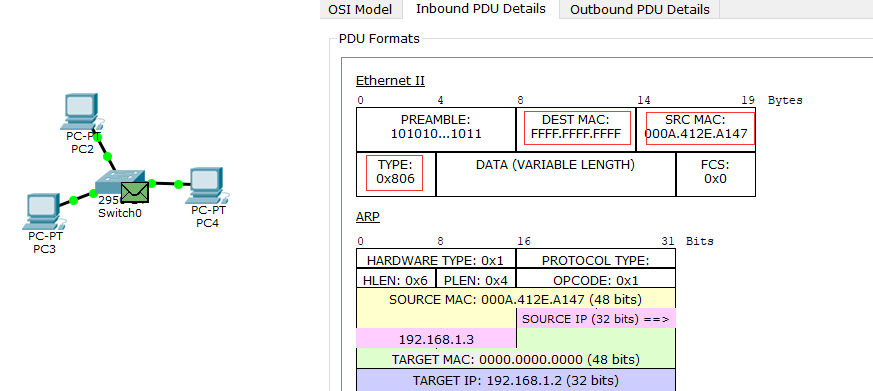 OSI Model Inbound PDU Details Outbound PDU Details
PDU Formats
Ethernet II
0 4 8 14 19 Bytes
PREAMBLE: DEST MAC: SRC MAC:
101010...1011 FFFF.FFFF.FFFF 000A.412E.A147
TYPE: DATA (VARIABLE LENGTH) FCS:
0x806 0x0
ARP
0 8 16 31 Bits
HARDWARE TYPE: 0x1 PROTOCOL TYPE:
HLEN: 0x6 PLEN: 0x4 OPCODE: 0x1
SOURCE MAC: 000A.412E.A147 (48 bits)
SOURCE IP (32 bits) ==>
192.168.1.3
TARGET MAC: 0000.0000.0000 (48 bits)
TARGET IP: 192.168.1.2 (32 bits)
PC-PT
PC2
Switch0
PC-PT
PC4
PC-PT
PC3